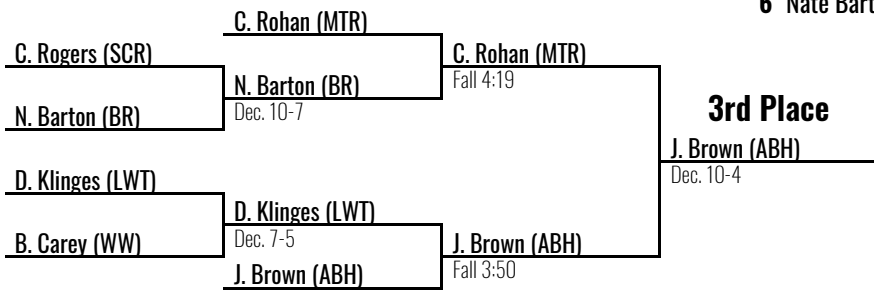 6 Nate
C. Rohan (MTR)
C. Rogers (SCR)
C. Rohan (MTR)
Fall 4:19
N. Barton (BR)
Dec. 10-7
N. Barton (BR)
3rd Place
J. Brown (ABH)
Dec. 10-4
D. Klinges (LWT)
D. Klinges (LWT)
Dec. 7-5
B. Carey (WW)
J. Brown (ABH)
Fall 3:50
J. Brown (ABH)